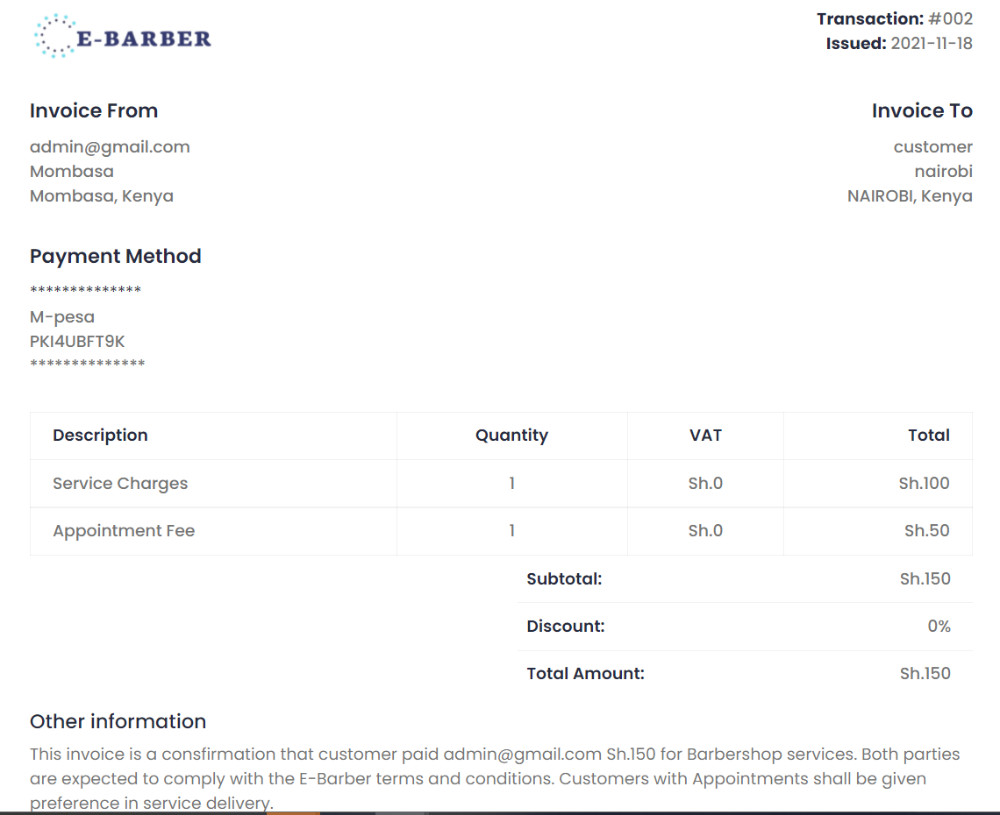 E-BARBER
Transaction: #002
Issued: 2021-11-18
Invoice From
Invoice To
admin@gmail.com
customer
Mombasa
nairobi
Mombasa, Kenya
NAIROBI, Kenya
Payment Method
**************
M-pesa
PKI4UBFT9K
**************
Description Quantity VAT Total
Service Charges 1 Sh.0 Sh.100
Appointment Fee 1 Sh.0 Sh.50
Subtotal: Sh.150
Discount: 0%
Total Amount: Sh.150
Other information
This invoice is a consfirmation that customer paid admin@gmail.com Sh.150 for Barbershop services. Both parties
are expected to comply with the E-Barber terms and conditions. Customers with Appointments shall be given
preference in service delivery.